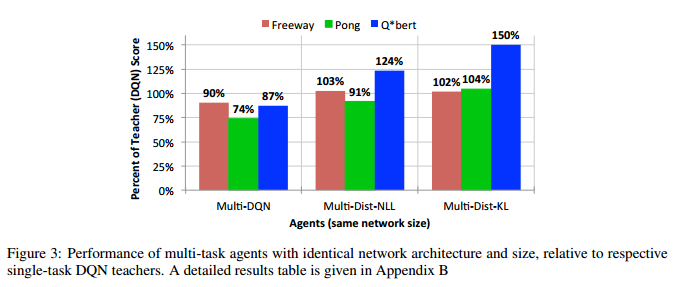 Freeway Pong Q*bert
Percent of Teacher (DQN) Score
150%
125%
100%
75%
50%
25%
0%
90% 74% 87%
103% 91% 124%
102% 104% 150%
Multi-DQN Multi-Dist-NLL Multi-Dist-KL
Agents (same network size)
Figure 3: Performance of multi-task agents with identical network architecture and size, relative to respective
single-task DQN teachers. A detailed results table is given in Appendix B